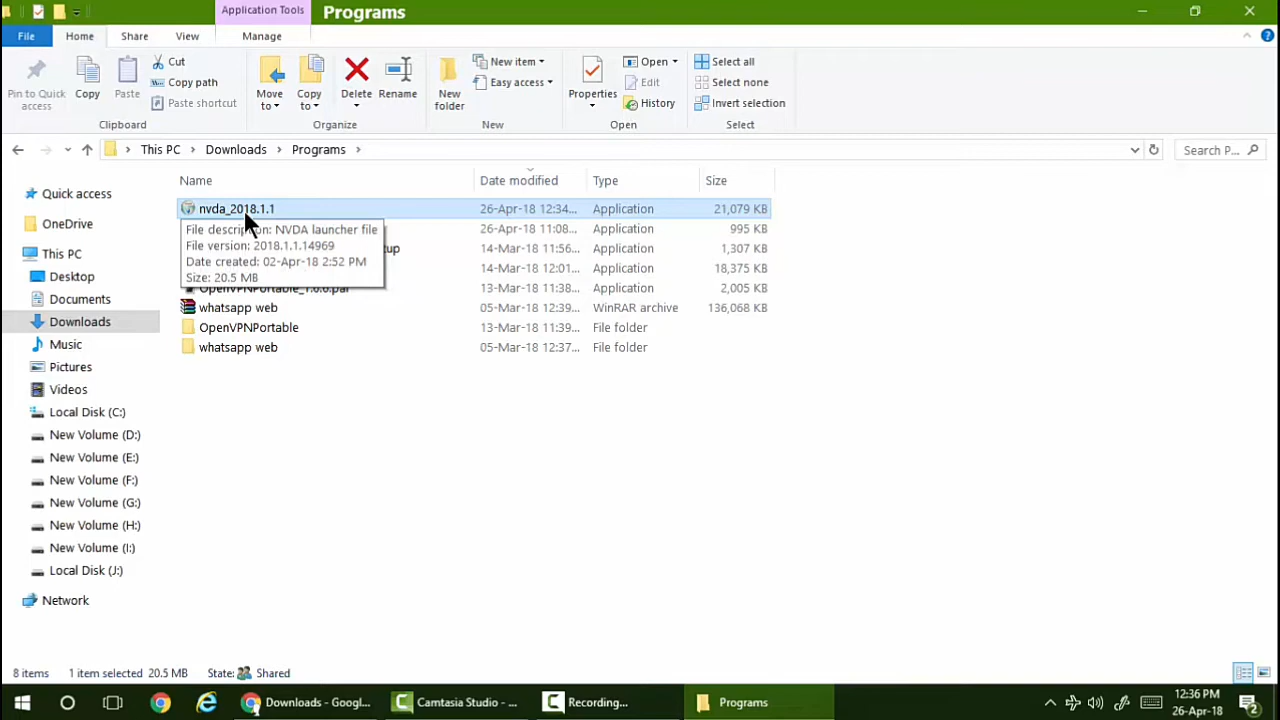 Application Tools
Programs
File
Home
Share
View
Manage
Pin to Quick access
Copy
Paste
Cut
Copy path
Paste shortcut
Clipboard
Move to
Copy to
Delete
Rename
Organize
New folder
New item
Easy access
New
Properties
Open
Edit
History
Open
Select all
Select none
Invert selection
Select
This PC > Downloads > Programs >
Search P...
Name Date modified Type Size
nvda_2018.1.1 26-Apr-18 12:34... Application 21,079 KB
File description: NVDA launcher file
File version: 2018.1.1.14969
Date created: 02-Apr-18 2:52 PM
Size: 20.5 MB
26-Apr-18 11:08... Application 995 KB
tup 14-Mar-18 11:56... Application 1,307 KB
14-Mar-18 12:01... Application 18,375 KB
OpenVPNPortable_1.6.6.paf 13-Mar-18 11:38... Application 2,005 KB
whatsapp web 05-Mar-18 12:39... WinRAR archive 136,068 KB
OpenVPNPortable 13-Mar-18 11:39... File folder
whatsapp web 05-Mar-18 12:37... File folder
Quick access
OneDrive
This PC
Desktop
Documents
Downloads
Music
Pictures
Videos
Local Disk (C:)
New Volume (D:)
New Volume (E:)
New Volume (F:)
New Volume (G:)
New Volume (H:)
New Volume (I:)
Local Disk (J:)
Network
8 items 1 item selected 20.5 MB State: Shared
Downloads - Googl...
Camtasia Studio - ...
Recording...
Programs
12:36 PM
26-Apr-18
2